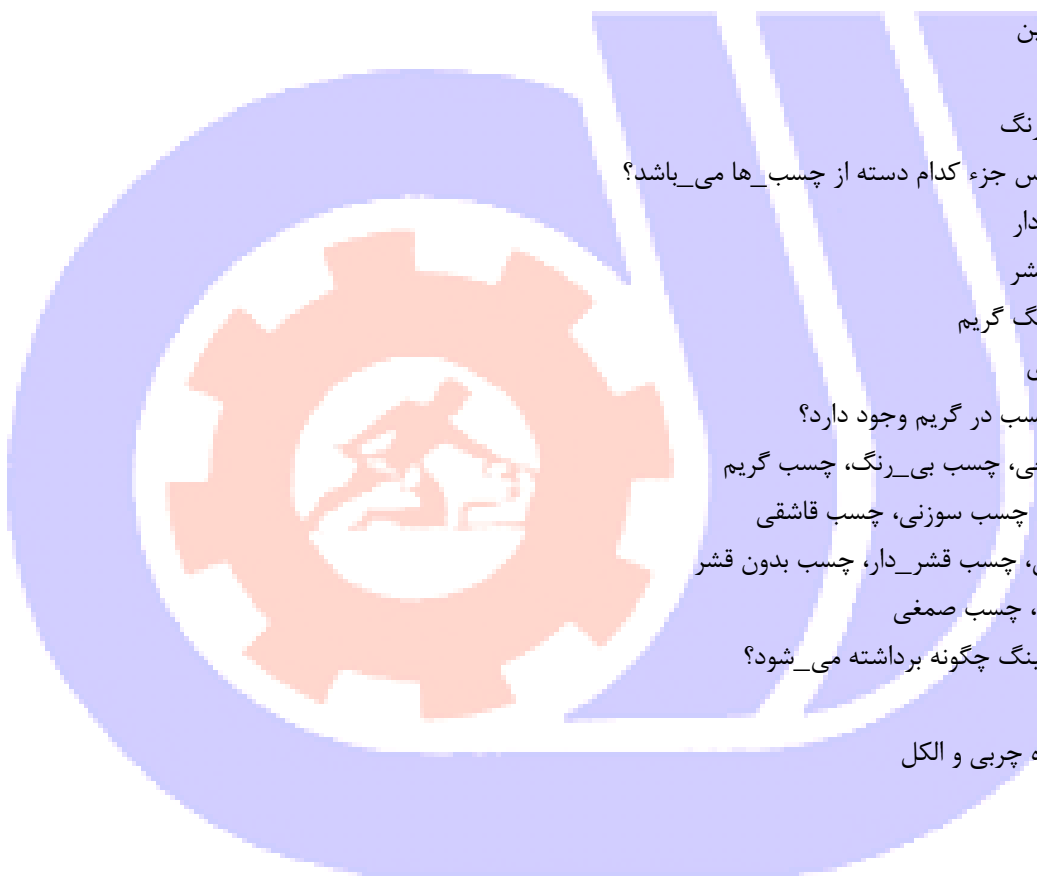 ین
رنگ
س جزء کدام دسته از چسب_ها می_باشد؟
دار
شر
گ گریم
ی
سب در گریم وجود دارد؟
ی، چسب بی_رنگ، چسب گریم
چسب سوزنی، چسب قاشقی
، چسب قشر_دار، چسب بدون قشر
، چسب صمغی
ینگ چگونه برداشته می_شود؟
ه چربی و الکل